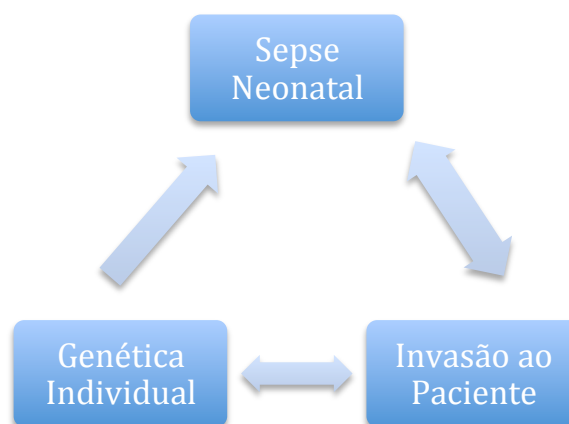 Sepse
Neonatal
Genética
Individual
Invasão ao
Paciente